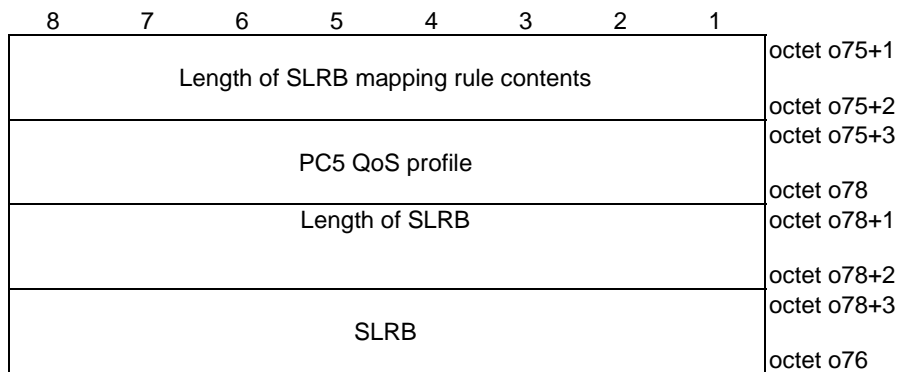 8 7 6 5 4 3 2 1
Length of SLRB mapping rule contents
octet o75+1
octet o75+2
PC5 QoS profile
octet o75+3
octet o78
Length of SLRB
octet o78+1
octet o78+2
SLRB
octet o78+3
octet o76